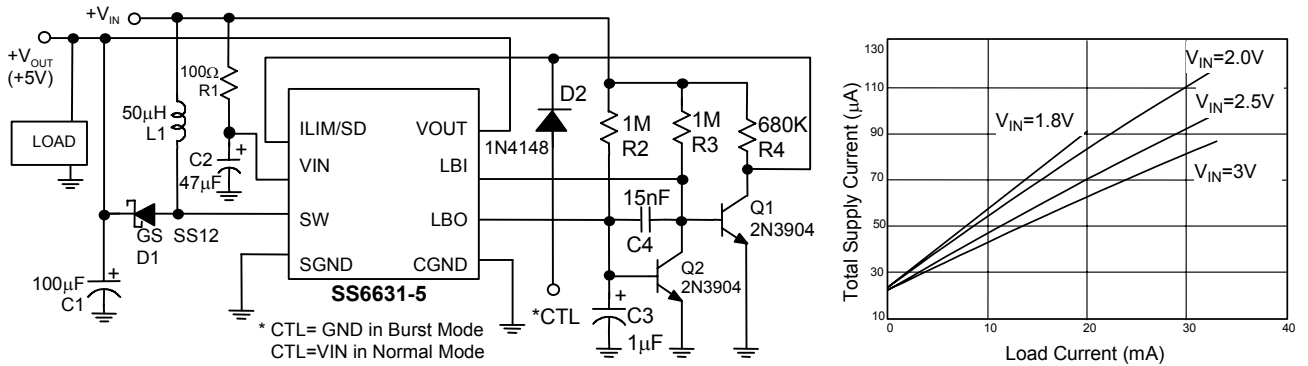 +VIN
+VOUT
(+5V)
100Ω
R1
50μH
L1
LOAD
C2
+
47μF
GS
D1
SS12
100μF
+
C1
ILIM/SD
VOUT
VIN
LBI
SW
LBO
SGND
CGND
SS6631-5
D2
1N4148
1M
R2
1M
R3
680K
R4
15nF
C4
Q1
2N3904
Q2
2N3904
+
C3
1μF
*CTL
* CTL= GND in Burst Mode
CTL=VIN in Normal Mode
Total Supply Current (μA)
130
110
90
70
50
30
10
VIN=2.0V
VIN=2.5V
VIN=1.8V
VIN=3V
0
10
20
30
40
Load Current (mA)